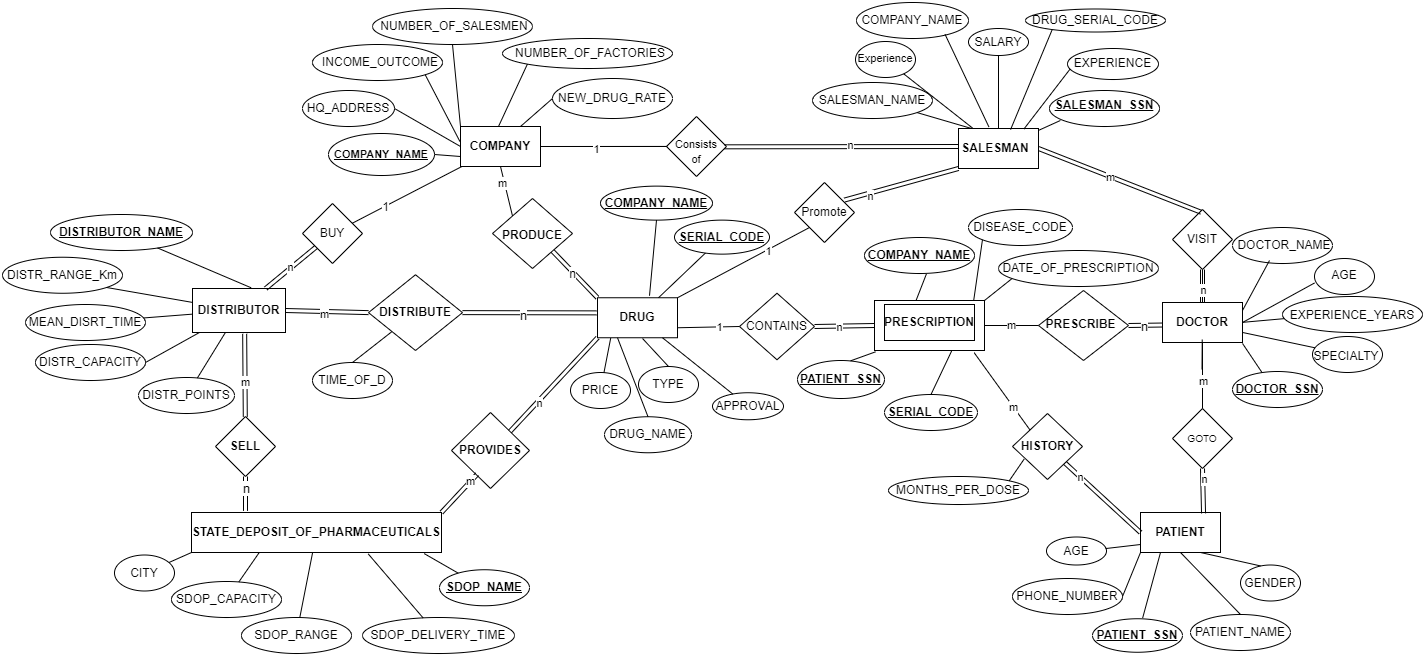 NUMBER_OF_SALESMEN
COMPANY_NAME
DRUG_SERIAL_CODE
SALARY
NUMBER_OF_FACTORIES
INCOME_OUTCOME
Experience
EXPERIENCE
NEW_DRUG_RATE
SALESMAN_NAME
SALESMAN_SSN
HQ_ADDRESS
COMPANY
COMPANY_NAME
1
Consists
of
n
SALESMAN
m
m
n
COMPANY_NAME
1
BUY
PRODUCE
Promote
VISIT
DISTRIBUTOR_NAME
SERIAL_CODE
DISEASE_CODE
DOCTOR_NAME
COMPANY_NAME
1
n
n
DISTR_RANGE_Km
DATE_OF_PRESCRIPTION
AGE
n
DISTRIBUTOR
m
DISTRIBUTE
n
DRUG
1
CONTAINS
n
PRESCRIPTION
m
PRESCRIBE
n
DOCTOR
EXPERIENCE_YEARS
MEAN_DISRT_TIME
DISTR_CAPACITY
SPECIALTY
m
TIME_OF_D
PRICE
TYPE
PATIENT_SSN
m
DOCTOR_SSN
DISTR_POINTS
n
APPROVAL
SERIAL_CODE
m
DRUG_NAME
SELL
PROVIDES
HISTORY
GOTO
n
m
MONTHS_PER_DOSE
n
n
STATE_DEPOSIT_OF_PHARMACEUTICALS
PATIENT
AGE
CITY
SDOP_NAME
GENDER
SDOP_CAPACITY
PHONE_NUMBER
SDOP_RANGE
SDOP_DELIVERY_TIME
PATIENT_SSN
PATIENT_NAME